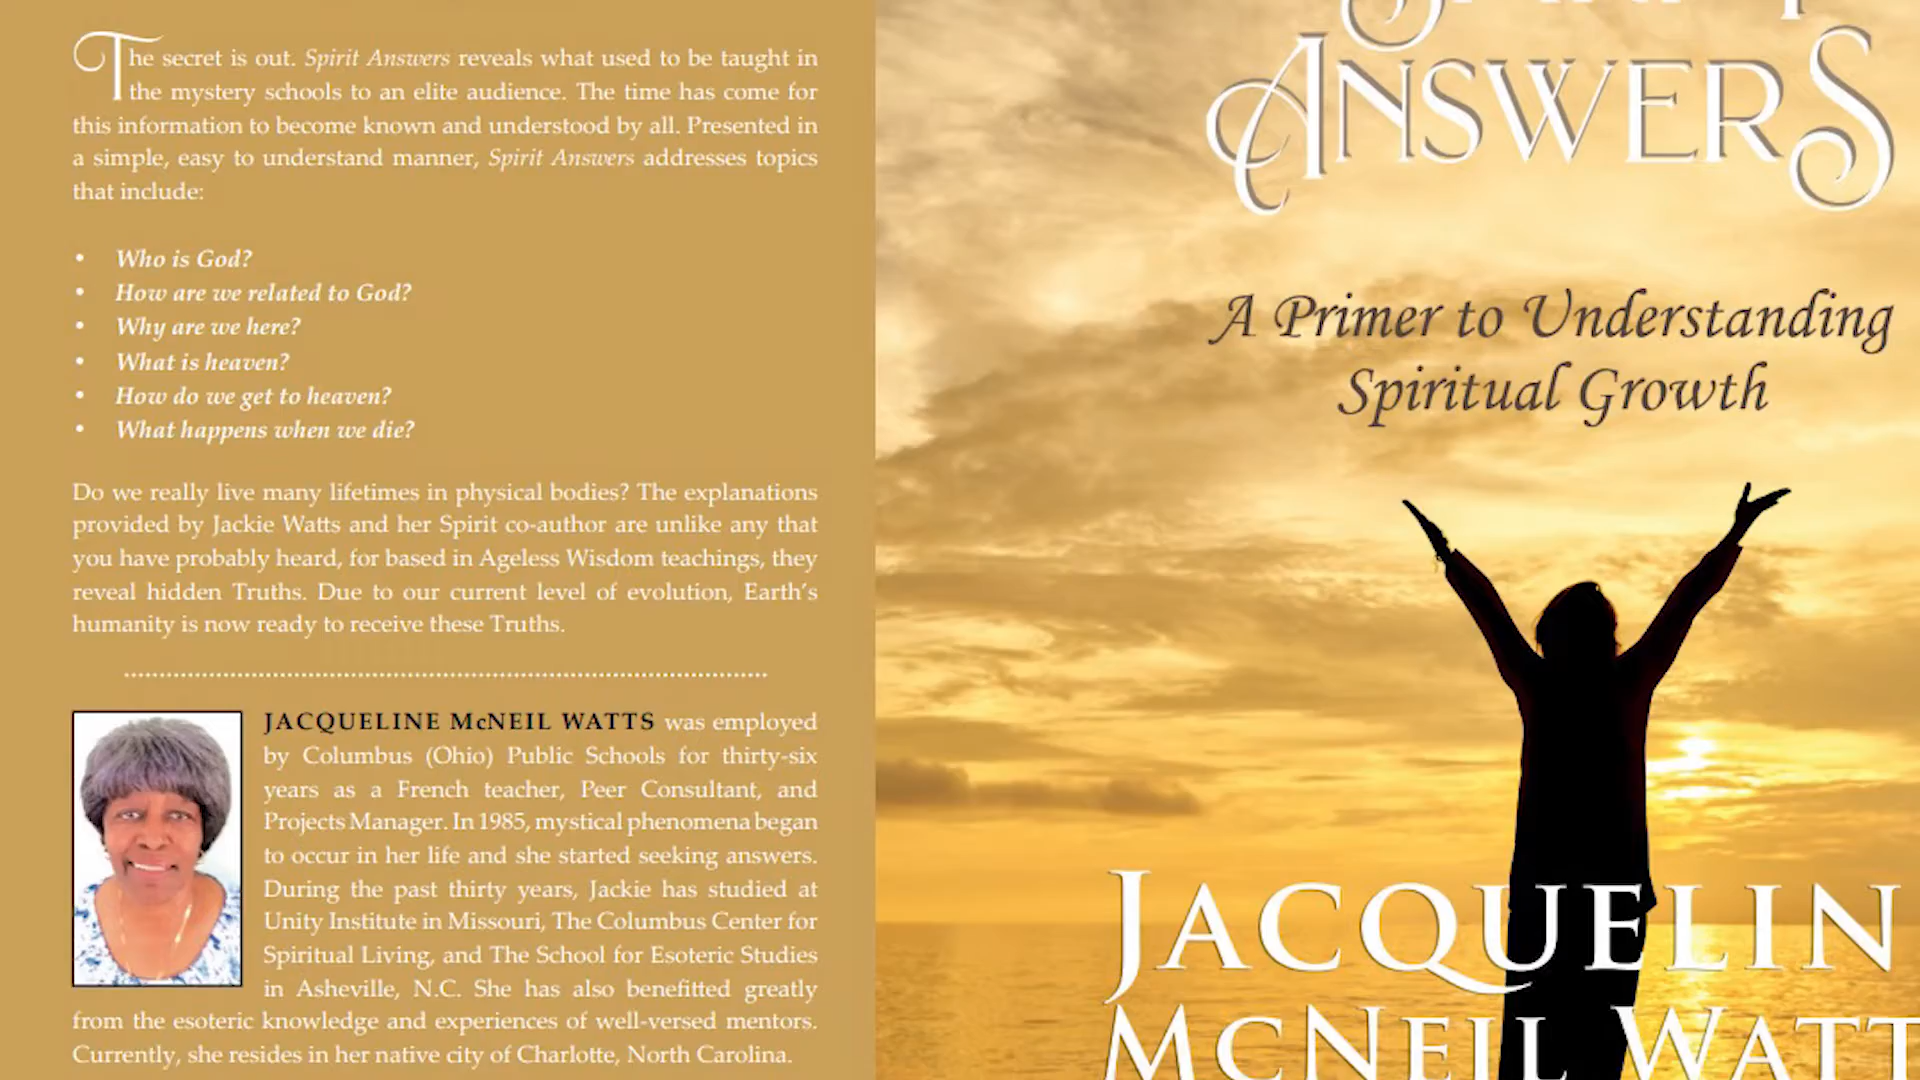 The secret is out. Spirit Answers reveals what used to be taught in
the mystery schools to an elite audience. The time has come for
this information to become known and understood by all. Presented in
a simple, easy to understand manner, Spirit Answers addresses topics
that include:
• Who is God?
• How are we related to God?
• Why are we here?
• What is heaven?
• How do we get to heaven?
• What happens when we die?
Do we really live many lifetimes in physical bodies? The explanations
provided by Jackie Watts and her Spirit co-author are unlike any that
you have probably heard, for based in Ageless Wisdom teachings, they
reveal hidden Truths. Due to our current level of evolution, Earth's
humanity is now ready to receive these Truths.
JACQUELINE McNEIL WATTS was employed
by Columbus (Ohio) Public Schools for thirty-six
years as a French teacher, Peer Consultant, and
Projects Manager. In 1985, mystical phenomena began
to occur in her life and she started seeking answers.
During the past thirty years, Jackie has studied at
Unity Institute in Missouri, The Columbus Center for
Spiritual Living, and The School for Esoteric Studies
in Asheville, N.C. She has also benefitted greatly
from the esoteric knowledge and experiences of well-versed mentors.
Currently, she resides in her native city of Charlotte, North Carolina.
ANSWERS
A Primer to Understanding
Spiritual Growth
JACQUELIN
MCNEIL WATT